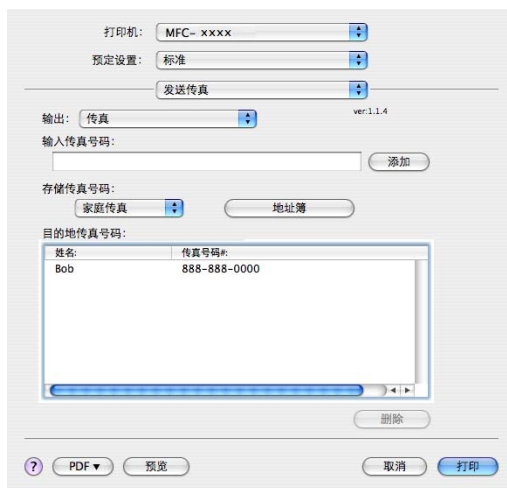 打印机: MFC- xxxx
预定设置: 标准
发送传真
输出: 传真
ver:1.1.4
输入传真号码:
添加
存储传真号码:
家庭传真 地址簿
目的地传真号码:
姓名: 传真号码#:
Bob 888-888-0000
删除
? PDF▼ 预览 取消 打印